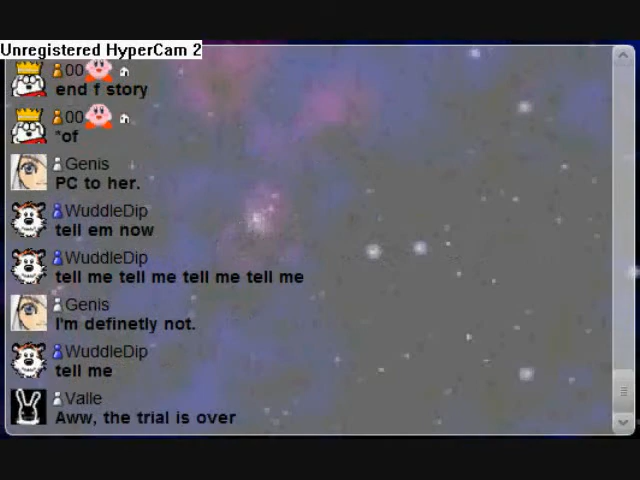 Unregistered HyperCam 2
00
end f story
00
*of
Genis
PC to her.
WuddleDip
tell em now
WuddleDip
tell me tell me tell me tell me
Genis
I'm definetly not.
WuddleDip
tell me
Valle
Aww, the trial is over